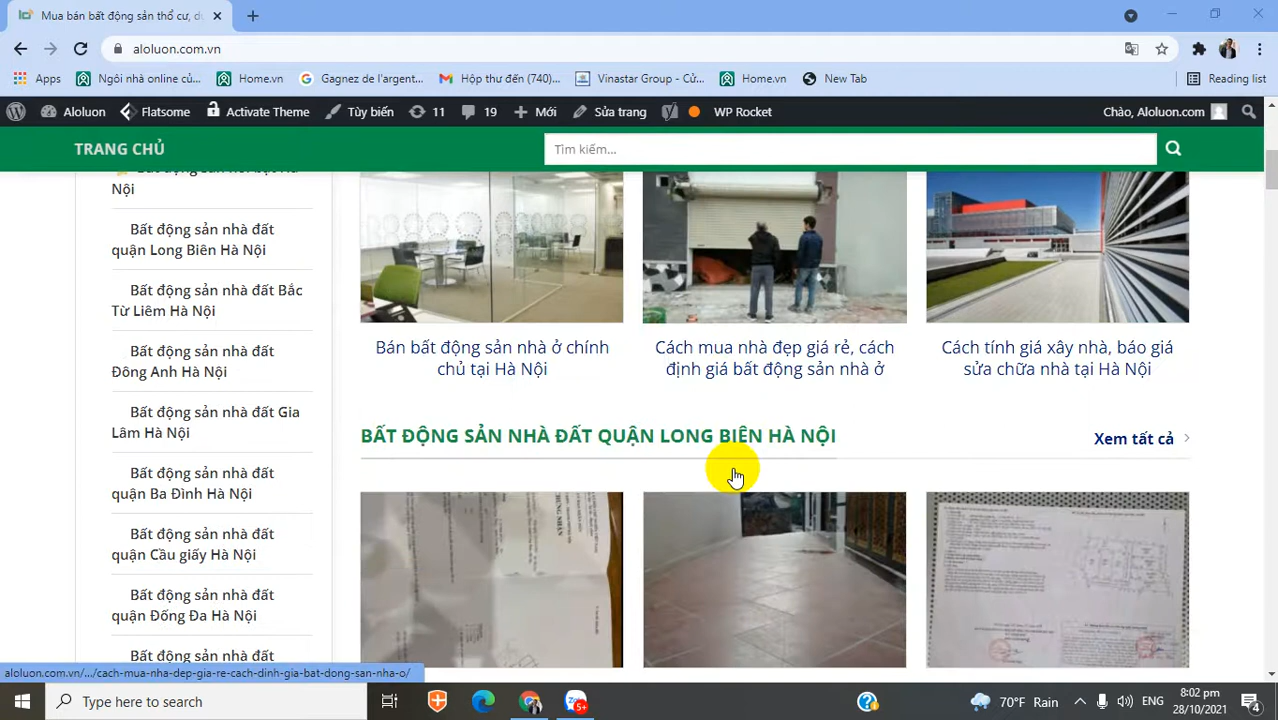 Mua bán bất động sản thổ cư, dự
aloluon.com.vn
Apps
Ngôi nhà online củ...
Home.vn
Gagnez de l'argent...
Hộp thư đến (740)...
Vinastar Group - Cử...
Home.vn
New Tab
Reading list
Aloluon
Flatsome
Activate Theme
Tùy biến
11
19
Mới
Sửa trang
WP Rocket
Chào, Aloluon.com
TRANG CHỦ
Tìm kiếm...
Nội
Bất động sản nhà đất
quận Long Biên Hà Nội
Bất động sản nhà đất Bắc
Từ Liêm Hà Nội
Bất động sản nhà đất
Đông Anh Hà Nội
Bất động sản nhà đất Gia
Lâm Hà Nội
Bất động sản nhà đất
quận Ba Đình Hà Nội
Bất động sản nhà đất
quận Cầu giấy Hà Nội
Bất động sản nhà đất
quận Đống Đa Hà Nội
Bất động sản nhà đất
Bán bất động sản nhà ở chính
chủ tại Hà Nội
Cách mua nhà đẹp giá rẻ, cách
định giá bất động sản nhà ở
Cách tính giá xây nhà, báo giá
sửa chữa nhà tại Hà Nội
BẤT ĐỘNG SẢN NHÀ ĐẤT QUẬN LONG BIÊN HÀ NỘI
Xem tất cả
aloluon.com.vn/.../cach-mua-nha-dep-gia-re-cach-dinh-gia-bat-dong-san-nha-o/
Type here to search
5+
70°F Rain
ENG
8:02 pm
28/10/2021
4